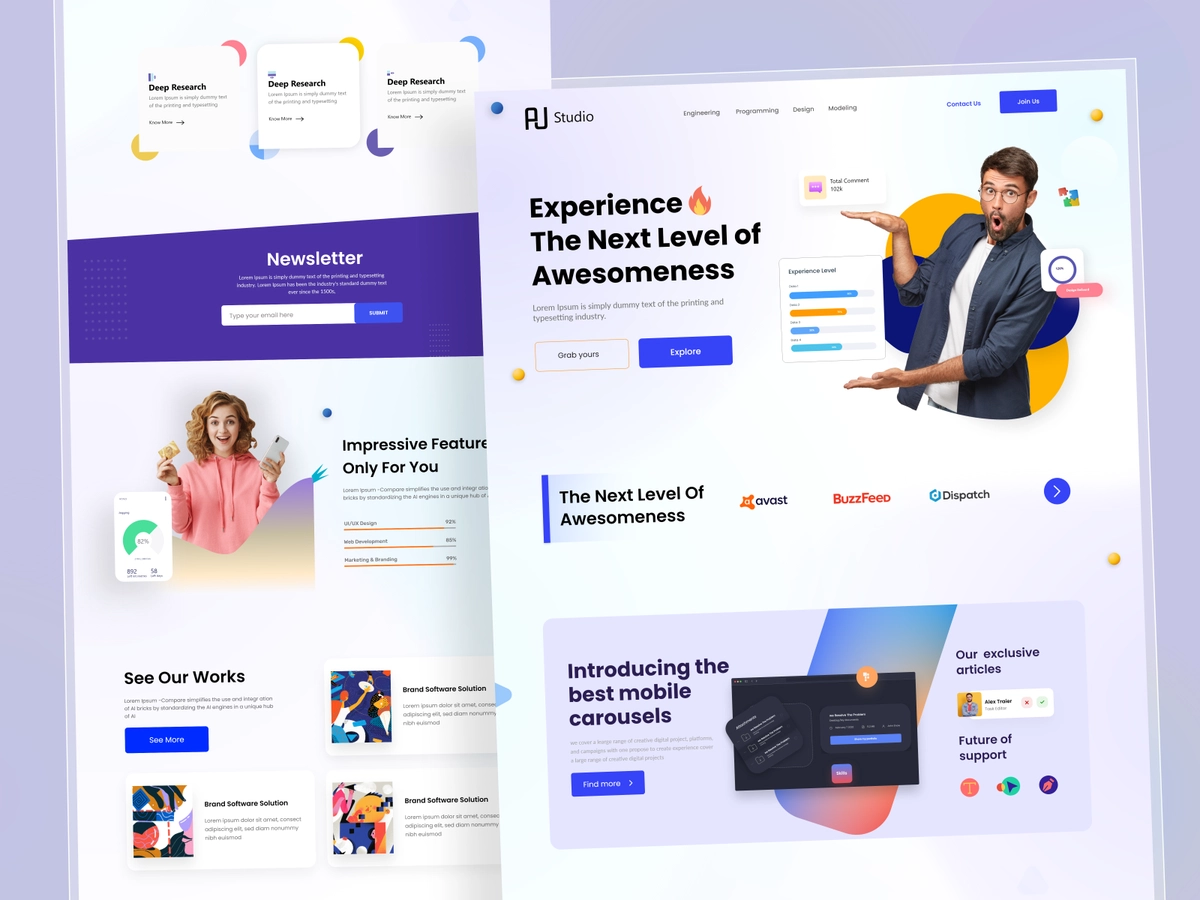 Deep Research
Lorem Ipsum is simply dummy text
of the printing and typesetting
Know More
Deep Research
Lorem Ipsum is simply dummy text
of the printing and typesetting
Know More
Deep Research
Lorem Ipsum is simply dummy text
of the printing and typesetting
Know More
Newsletter
Lorem Ipsum is simply dummy text of the printing and typesetting
industry. Lorem Ipsum has been the industry's standard dummy text
ever since the 1500s,
Type your email here
SUBMIT
Impressive Feature
Only For You
Lorem Ipsum -Compare simplifies the use and integr ation
bricks by standardizing the AI engines in a unique hub of
UI/UX Design 92%
Web Development 85%
Marketing & Branding 99%
82%
892
58
See Our Works
Lorem Ipsum -Compare simplifies the use and integr ation
of AI bricks by standardizing the AI engines in a unique hub
of AI
See More
Brand Software Solution
Lorem ipsum dolor sit amet, consec
adipiscing elit, sed diam nonummy
nibh euismod
Brand Software Solution
Lorem ipsum dolor sit amet, consect
adipiscing elit, sed diam nonummy
nibh euismod
Brand Software Solution
Lorem ipsum dolor sit amet, conse
adipiscing elit, sed diam nonummy
nibh euismod
AJ Studio
Engineering
Programming
Design
Modeling
Contact Us
Join Us
Experience
The Next Level of
Awesomeness
Lorem Ipsum is simply dummy text of the printing and
typesetting industry.
Grab yours
Explore
Total Comment
102k
Experience Level
The Next Level Of
Awesomeness
avast
BuzzFeed
Dispatch
Introducing the
best mobile
carousels
we cover a large range of creative digital project, platforms,
and campaigns with you propose to create experience cover
a large range of creative digital projects
Find more
Skills
Our exclusive
articles
Alex Traier
Task Editor
Future of
support